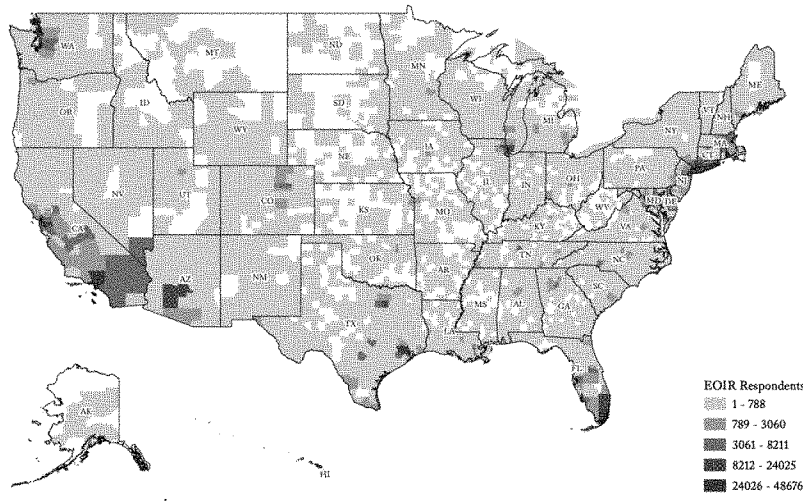 WA
MT
ND
MN
ME
OR
ID
SD
WI
MI
VT
NH
NY
WY
MA
CT
IA
NE
PA
NJ
NV
UT
CO
IL
IN
OH
MD
DE
WV
CA
KS
MO
KY
VA
TN
NC
OK
AZ
NM
AR
SC
MS
AL
GA
TX
LA
FL
AK
HI
EOIR Respondents
1 - 788
789 - 3060
3061 - 8211
8212 - 24025
24026 - 48676